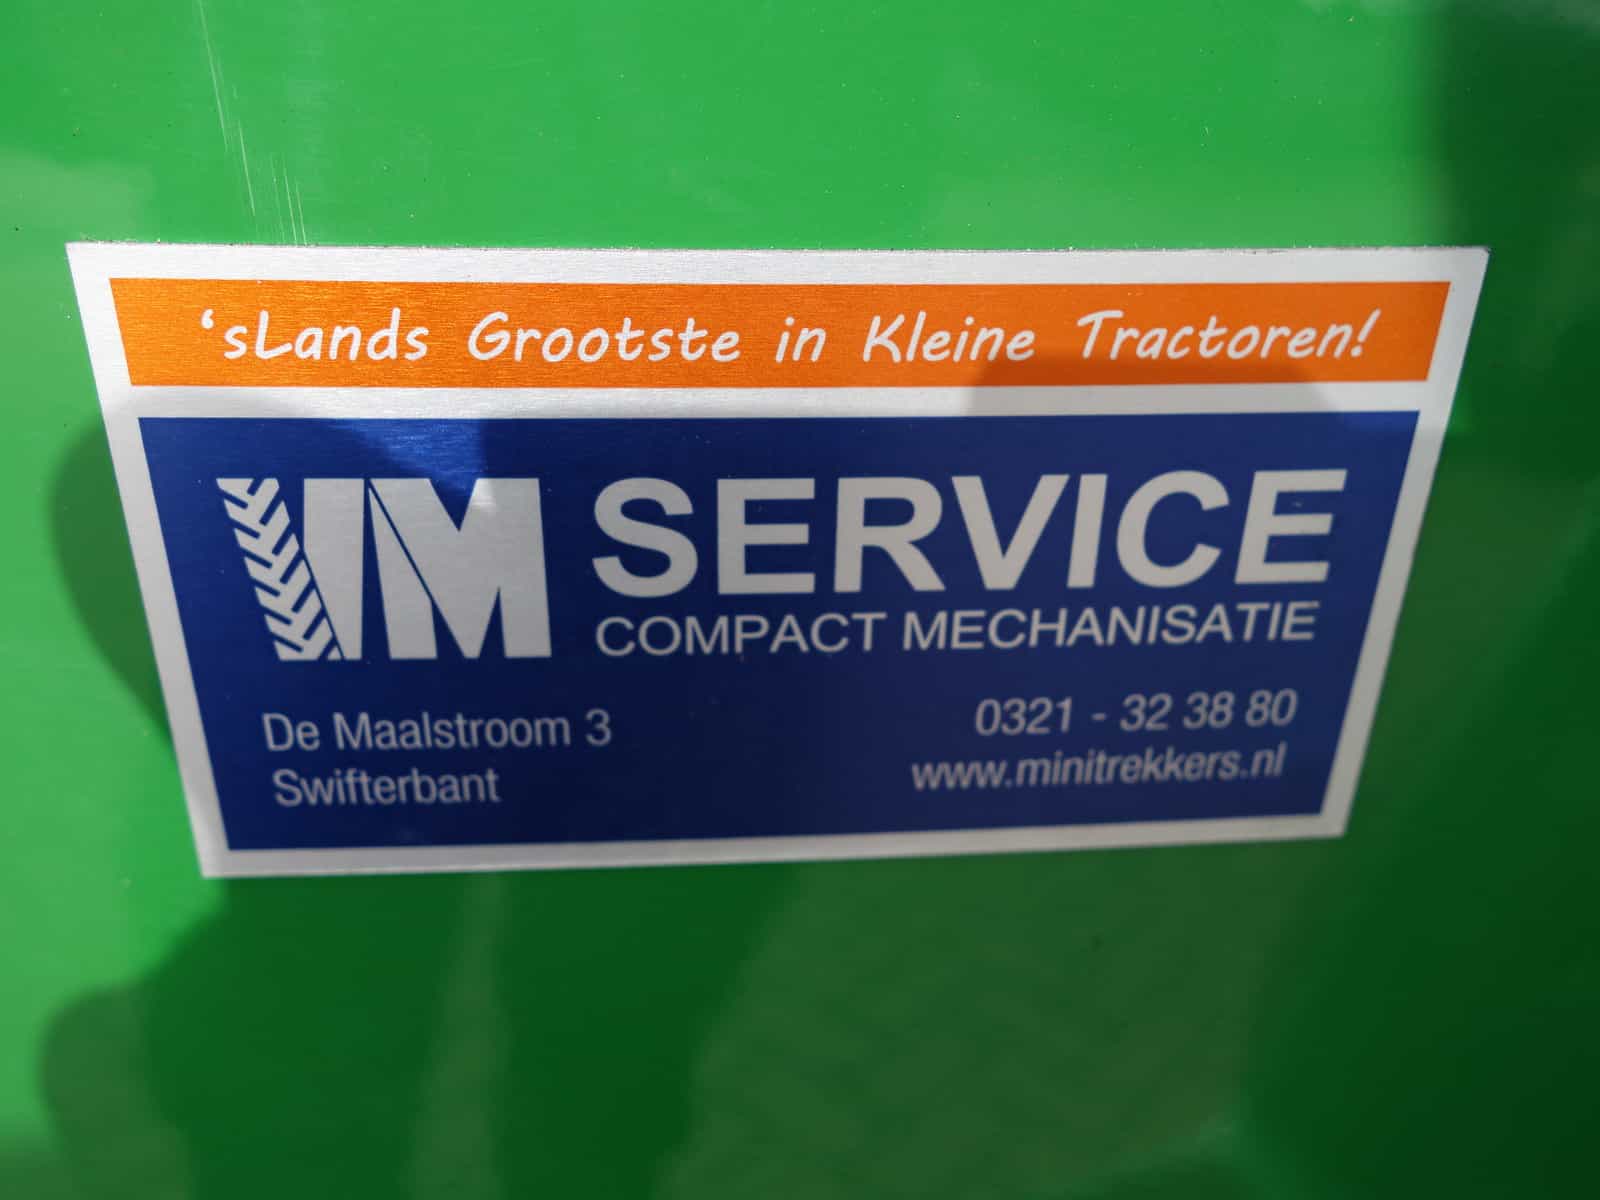 ‘sLands Grootste in Kleine Tractoren!
VM SERVICE
COMPACT MECHANISATIE
De Maalstroom 3
Swifterbant
0321 - 32 38 80
www.minitrekkers.nl